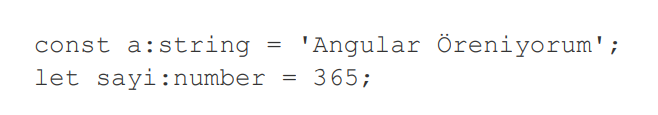 const a:string = 'Angular Öreniyorum';
let sayi:number = 365;